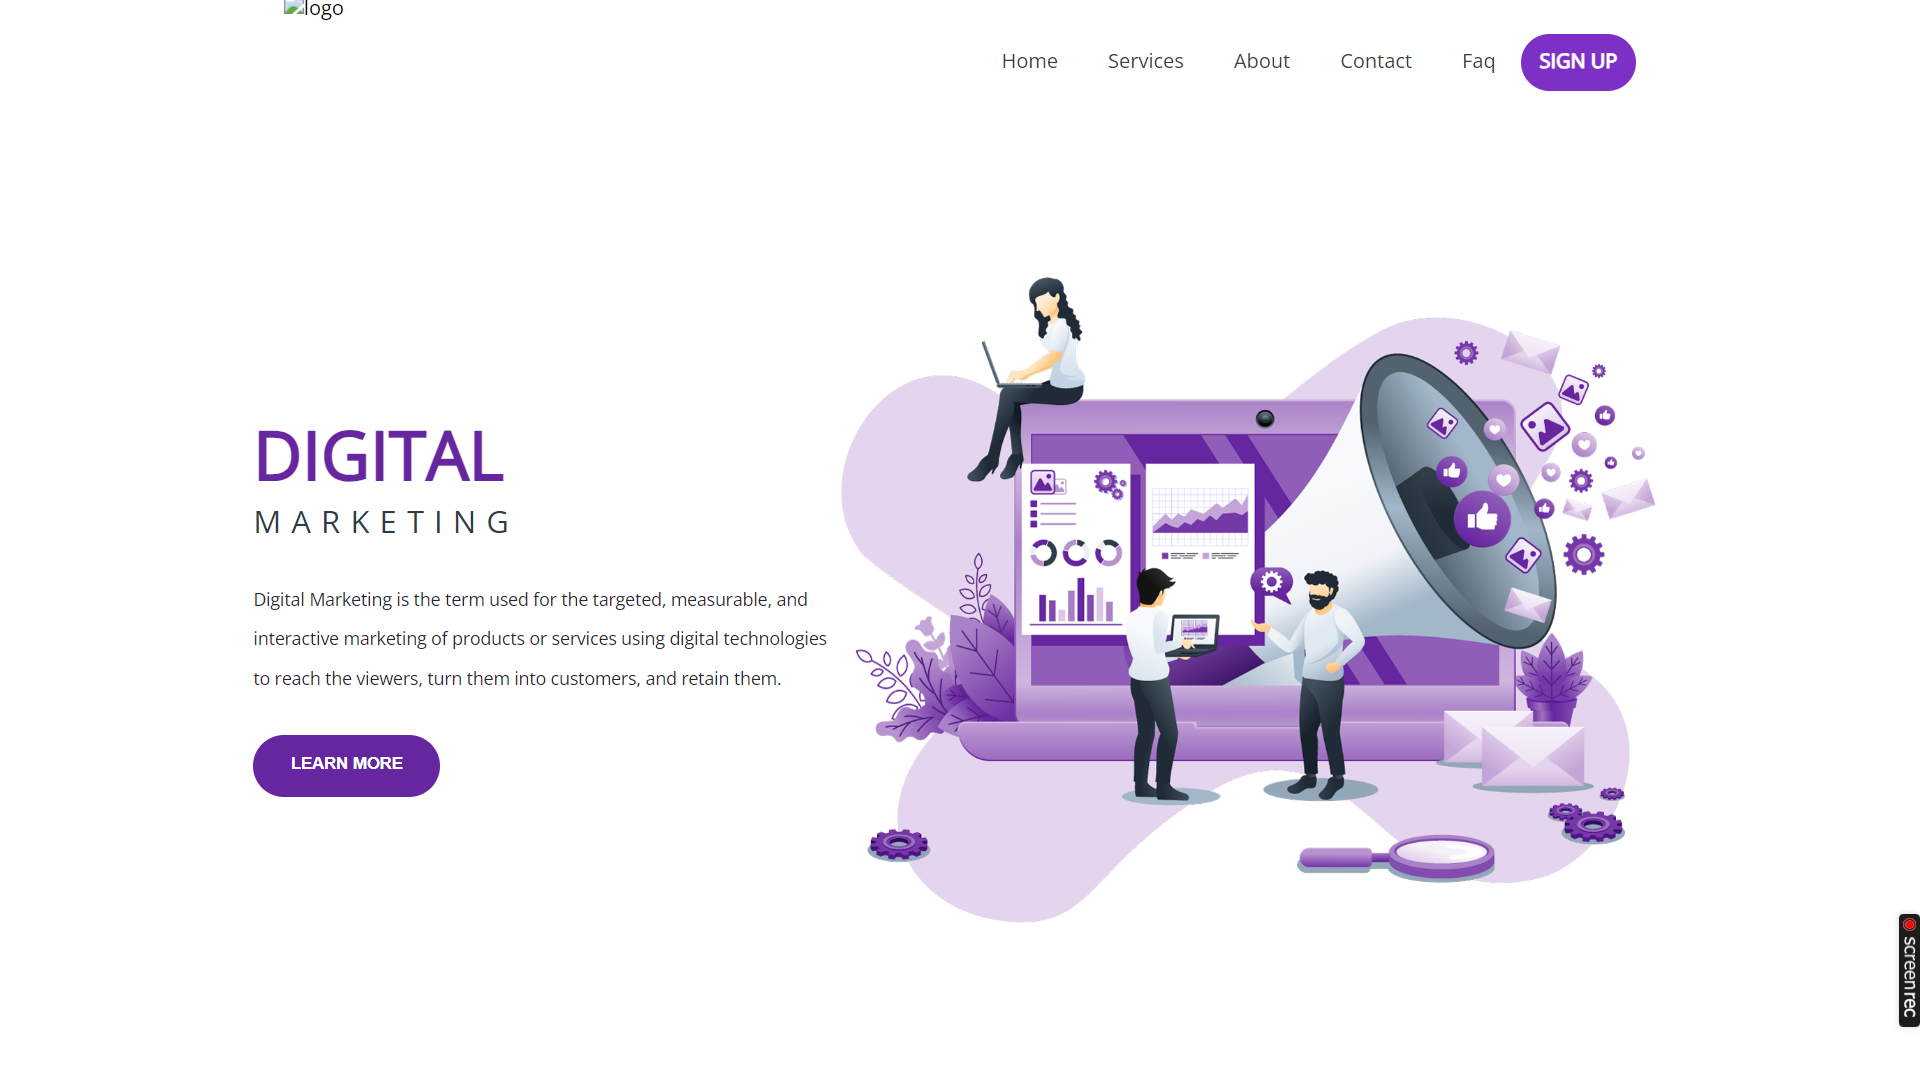 logo
Home Services About Contact Faq SIGN UP
DIGITAL
MARKETING
Digital Marketing is the term used for the targeted, measurable, and
interactive marketing of products or services using digital technologies
to reach the viewers, turn them into customers, and retain them.
LEARN MORE
screenrec